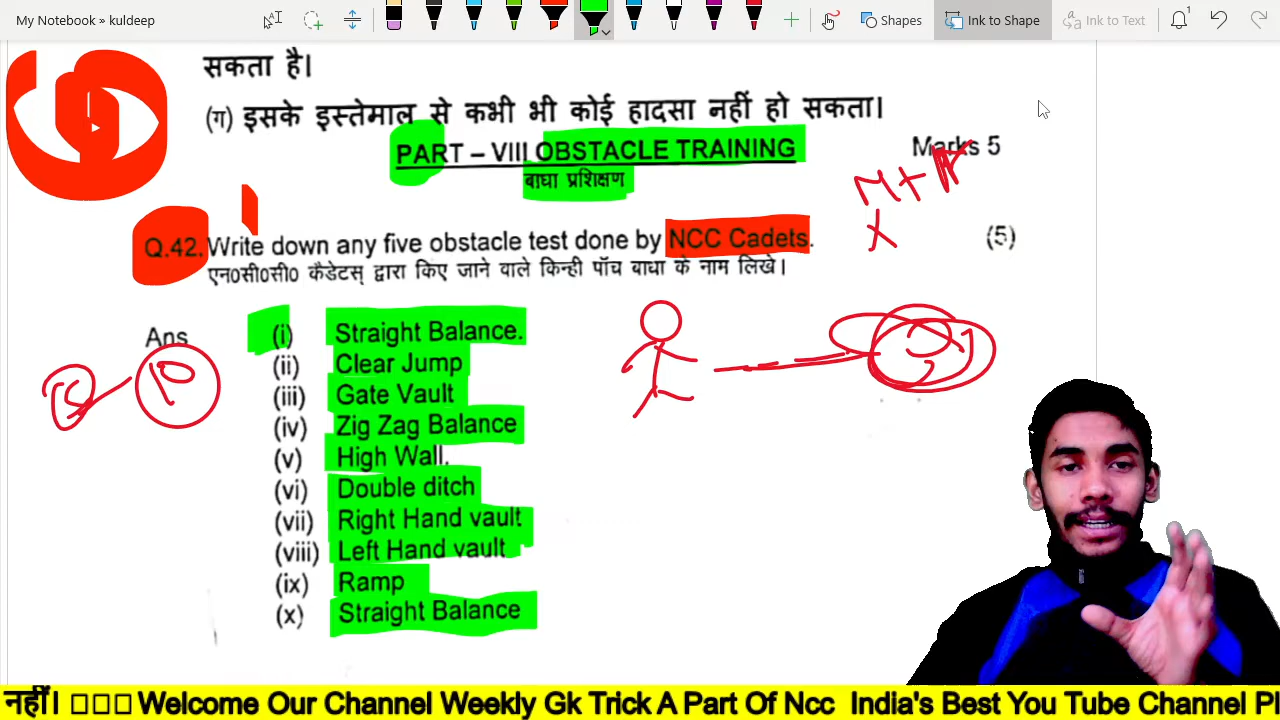 My Notebook » kuldeep
Shapes
Ink to Shape
Ink to Text
सकता है।
(ग) इसके इस्तेमाल से कभी भी कोई हादसा नहीं हो सकता।
PART – VIII OBSTACLE TRAINING
Marks 5
बाघा प्रशिक्षण
M+
X
Q.42. Write down any five obstacle test done by NCC Cadets. (5)
एन0सी0सी0 कैडेटस् द्वारा किए जाने वाले किन्ही पॉच बाधा के नाम लिखे।
Ans
(i) Straight Balance.
(ii) Clear Jump
(iii) Gate Vault
(iv) Zig Zag Balance
(v) High Wall.
(vi) Double ditch
(vii) Right Hand vault
(viii) Left Hand vault
(ix) Ramp
(x) Straight Balance
नहीं। □□□ Welcome Our Channel Weekly Gk Trick A Part Of Ncc India's Best You Tube Channel Pl